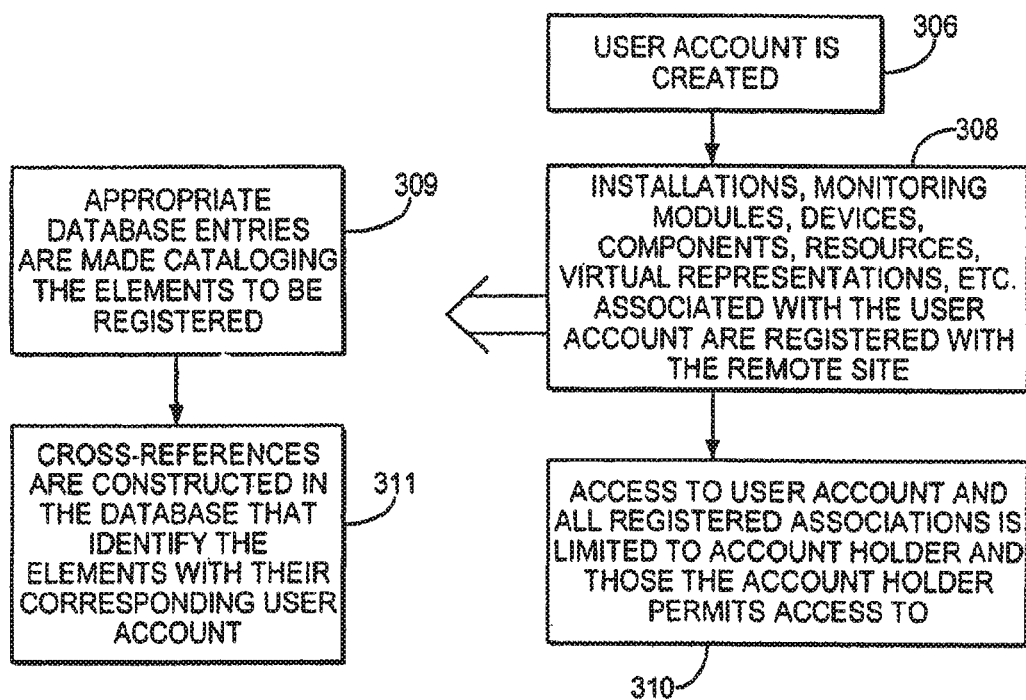 306
USER ACCOUNT IS
CREATED
308
INSTALLATIONS, MONITORING
MODULES, DEVICES,
COMPONENTS, RESOURCES,
VIRTUAL REPRESENTATIONS, ETC.
ASSOCIATED WITH THE USER
ACCOUNT ARE REGISTERED WITH
THE REMOTE SITE
309
APPROPRIATE
DATABASE ENTRIES
ARE MADE CATALOGING
THE ELEMENTS TO BE
REGISTERED
CROSS-REFERENCES
ARE CONSTRUCTED IN
THE DATABASE THAT
IDENTIFY THE
ELEMENTS WITH THEIR
CORRESPONDING USER
ACCOUNT
311
ACCESS TO USER ACCOUNT AND
ALL REGISTERED ASSOCIATIONS IS
LIMITED TO ACCOUNT HOLDER AND
THOSE THE ACCOUNT HOLDER
PERMITS ACCESS TO
310